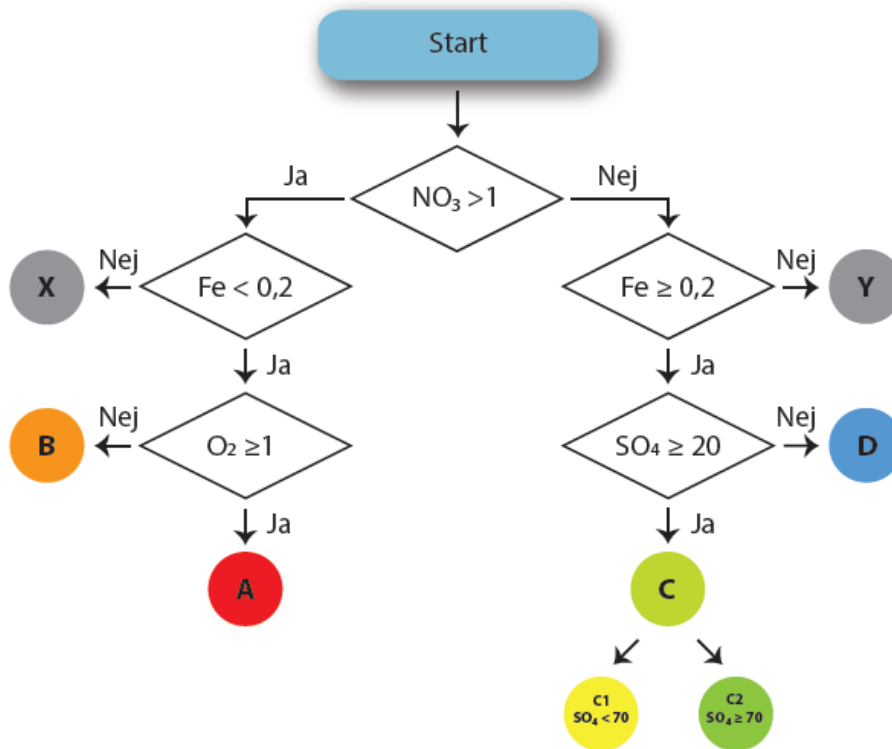 Start
NO₃ >1
Ja
Nej
Fe < 0,2
Nej
X
Ja
Fe ≥ 0,2
Nej
Y
Ja
O₂ ≥1
Nej
B
Ja
SO₄ ≥ 20
Nej
D
Ja
A
C
C1
SO₄ < 70
C2
SO₄ ≥ 70